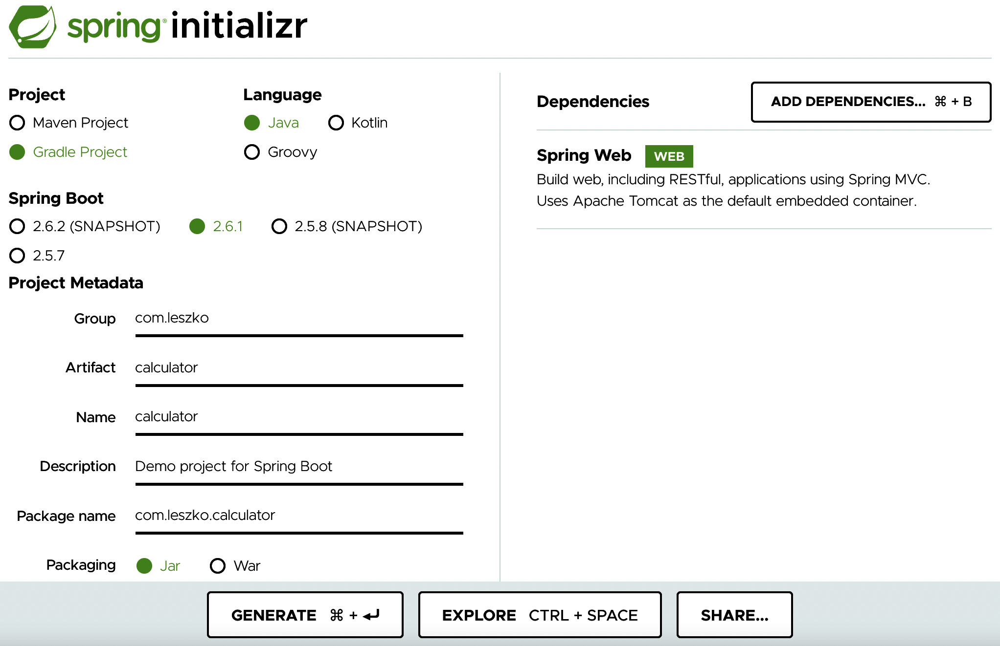 spring® initializr
Project
Maven Project
Gradle Project
Language
Java Kotlin
Groovy
Spring Boot
2.6.2 (SNAPSHOT) 2.6.1 2.5.8 (SNAPSHOT)
2.5.7
Project Metadata
Group com.leszko
Artifact calculator
Name calculator
Description Demo project for Spring Boot
Package name com.leszko.calculator
Packaging Jar War
Dependencies ADD DEPENDENCIES... ⌘ + B
Spring Web WEB
Build web, including RESTful, applications using Spring MVC.
Uses Apache Tomcat as the default embedded container.
GENERATE ⌘ + ⏎ EXPLORE CTRL + SPACE SHARE...